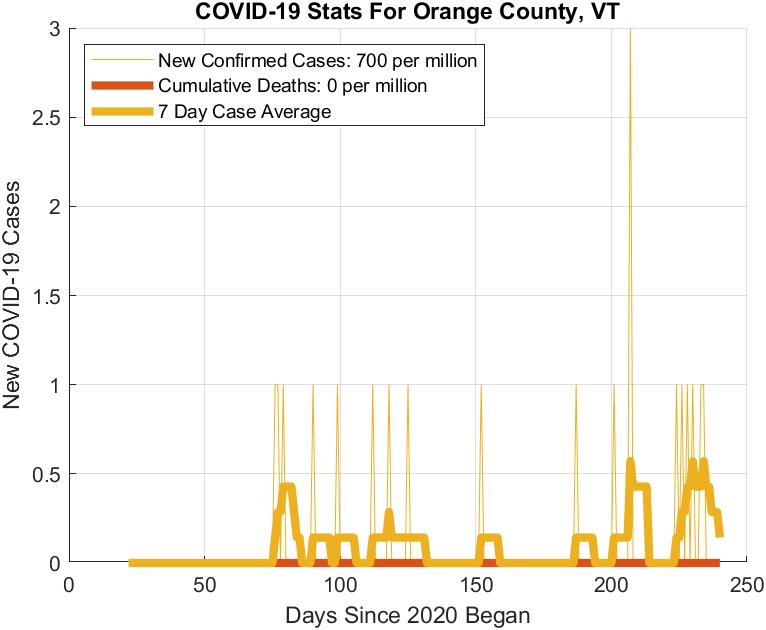 COVID-19 Stats For Orange County, VT
New Confirmed Cases: 700 per million
Cumulative Deaths: 0 per million
7 Day Case Average
New COVID-19 Cases
3
2.5
2
1.5
1
0.5
0
0 50 100 150 200 250
Days Since 2020 Began